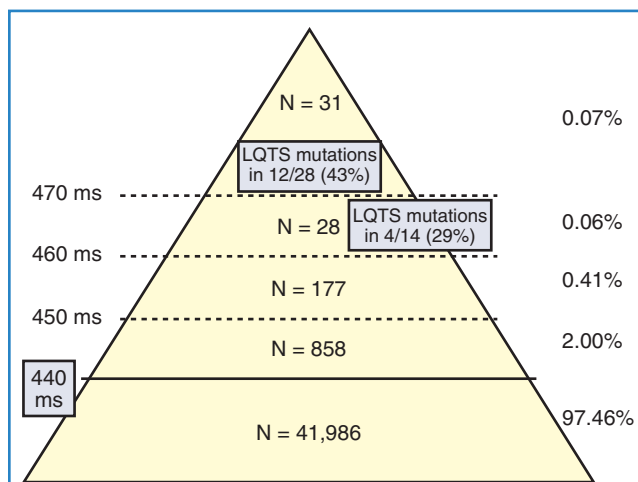 N = 31
0.07%
LQTS mutations
in 12/28 (43%)
470 ms
N = 28
LQTS mutations
in 4/14 (29%)
0.06%
460 ms
N = 177
0.41%
450 ms
N = 858
2.00%
440
ms
N = 41,986
97.46%